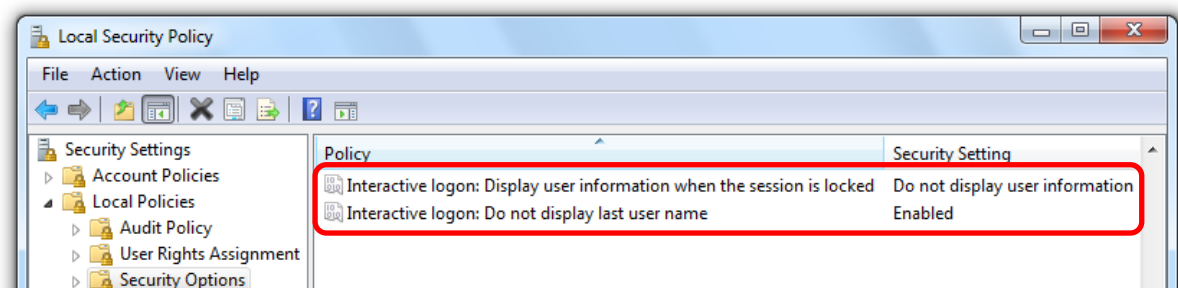 Local Security Policy
File Action View Help
Security Settings
Account Policies
Local Policies
Audit Policy
User Rights Assignment
Security Options
Policy Security Setting
Interactive logon: Display user information when the session is locked Do not display user information
Interactive logon: Do not display last user name Enabled